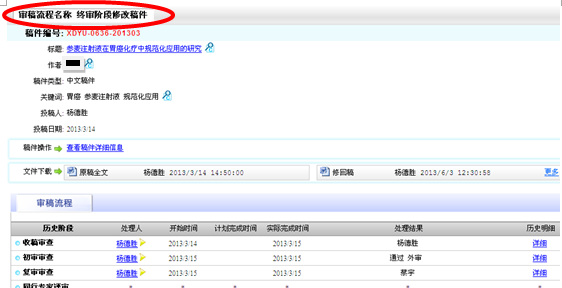 审稿流程名称 终审阶段修改稿件
稿件编号: XDYU-0636-201303
标题: 参麦注射液在胃癌化疗中规范化应用的研究
作者
稿件类型: 中文稿件
关键词: 胃癌 参麦注射液 规范化应用
投稿人: 杨德胜
投稿日期: 2013/3/14
稿件操作 查看稿件详细信息
文件下载 原稿全文 杨德胜 2013/3/14 14:50:00 修回稿 杨德胜 2013/6/3 12:30:58 更多
审稿流程
历史阶段 处理人 开始时间 计划完成时间 实际完成时间 处理结果 历史明细
收稿审查 杨德胜 2013/3/14 2013/3/15 杨德胜 详细
初审审查 杨德胜 2013/3/15 2013/3/15 通过 外审 详细
复审审查 杨德胜 2013/3/15 2013/3/15 蔡宇 详细
同行专家评审